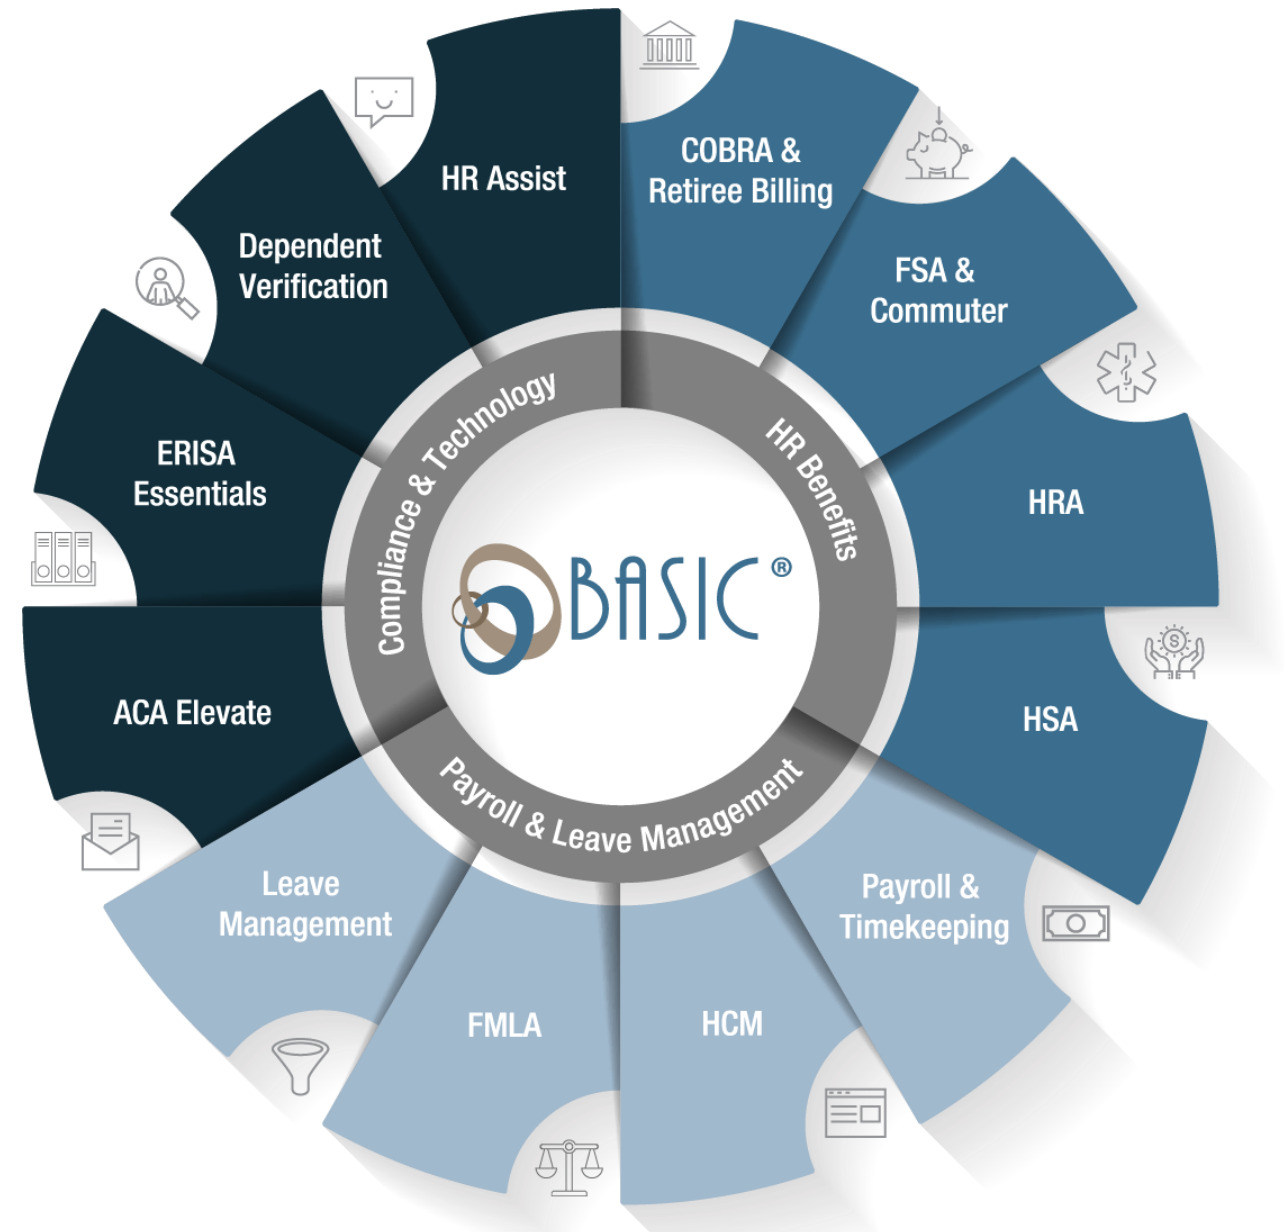 HR Assist
COBRA &
Retiree Billing
FSA &
Commuter
HRA
HSA
Payroll &
Timekeeping
HCM
FMLA
Leave
Management
ACA Elevate
ERISA
Essentials
Dependent
Verification
Compliance & Technology
HR Benefits
Payroll & Leave Management
BASIC®
S